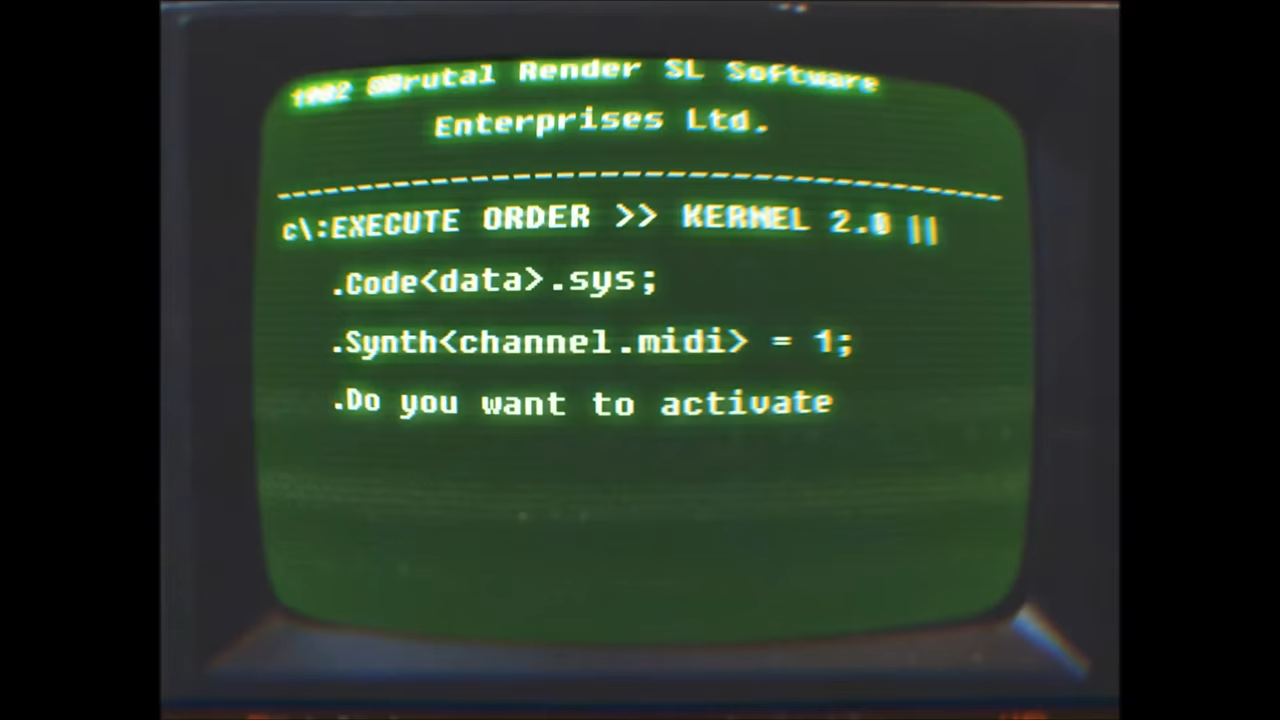 1982 @Brutal Render SL Software
Enterprises Ltd.
-------------------------------------
c\:EXECUTE ORDER >> KERNEL 2.0 ||
.Code<data>.sys;
.Synth<channel.midi> = 1;
.Do you want to activate